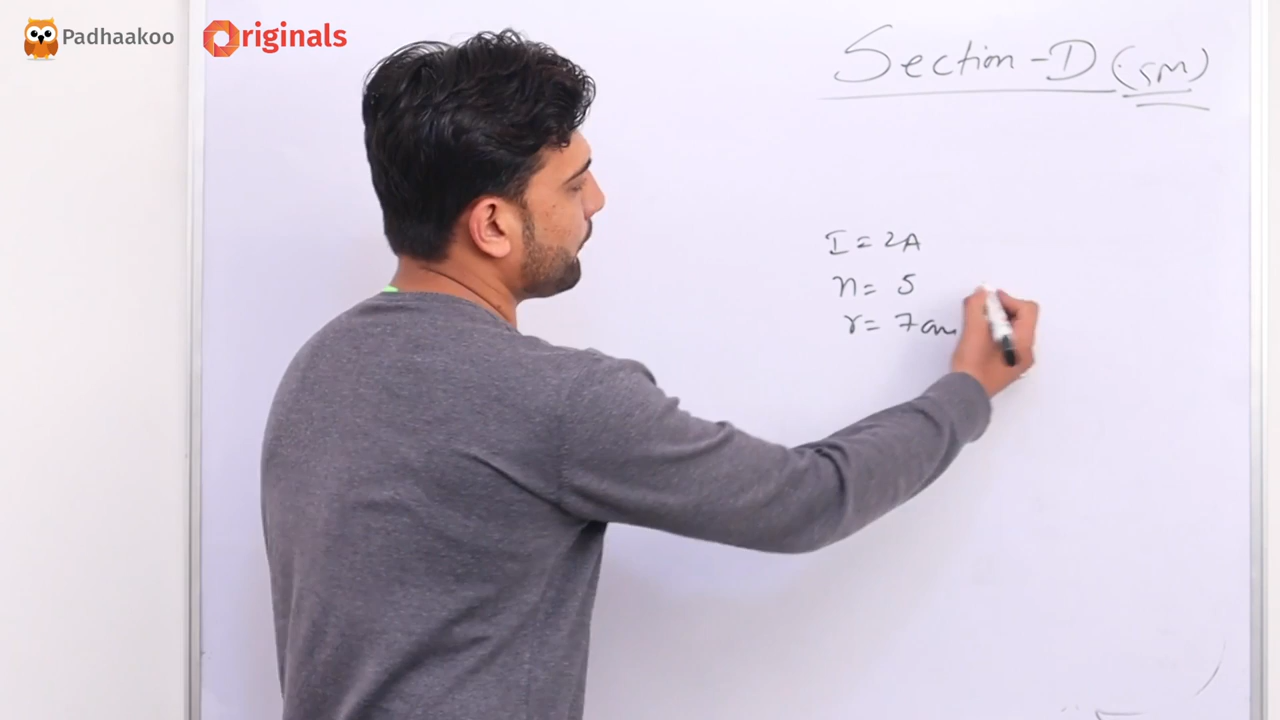 Padhaakoo Originals
Section-D (5M)
I = 2A
n = 5
r = 7cm